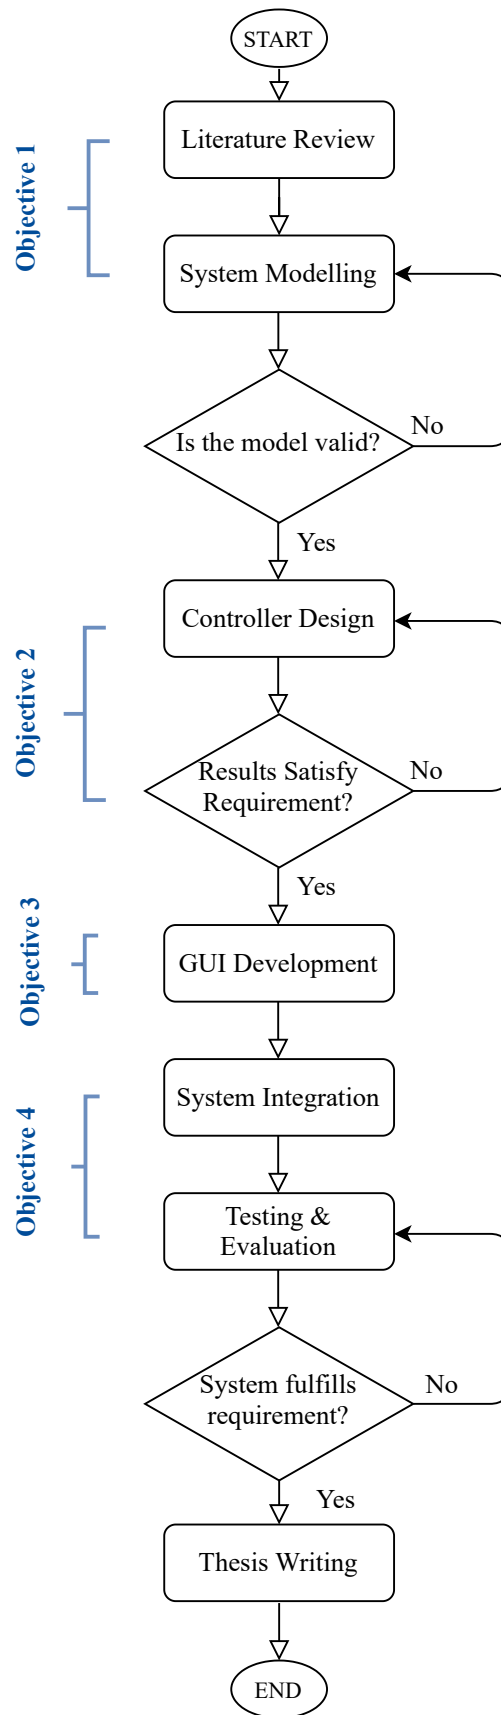 START
Literature Review
Objective 1
System Modelling
Is the model valid?
No
Yes
Controller Design
Objective 2
Results Satisfy
Requirement?
No
Yes
GUI Development
Objective 3
System Integration
Objective 4
Testing &
Evaluation
System fulfills
requirement?
No
Yes
Thesis Writing
END